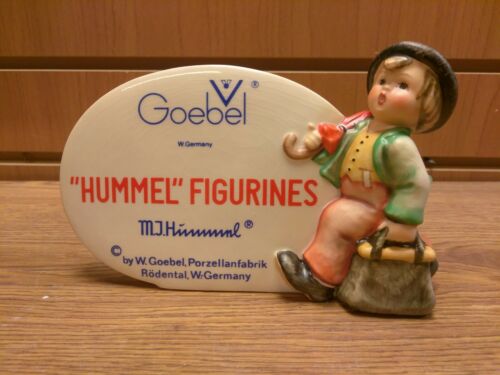 Goebel ®
W. Germany
"HUMMEL" FIGURINES
M.J.Hummel ®
© by W. Goebel, Porzellanfabrik
Rödental, W.-Germany